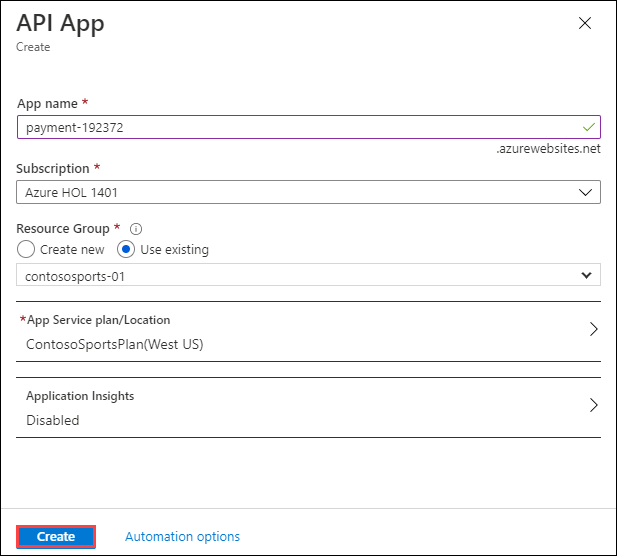 API App
Create
App name *
payment-192372
.azurewebsites.net
Subscription *
Azure HOL 1401
Resource Group *
Create new Use existing
contososports-01
*App Service plan/Location
ContosoSportsPlan(West US)
Application Insights
Disabled
Create Automation options